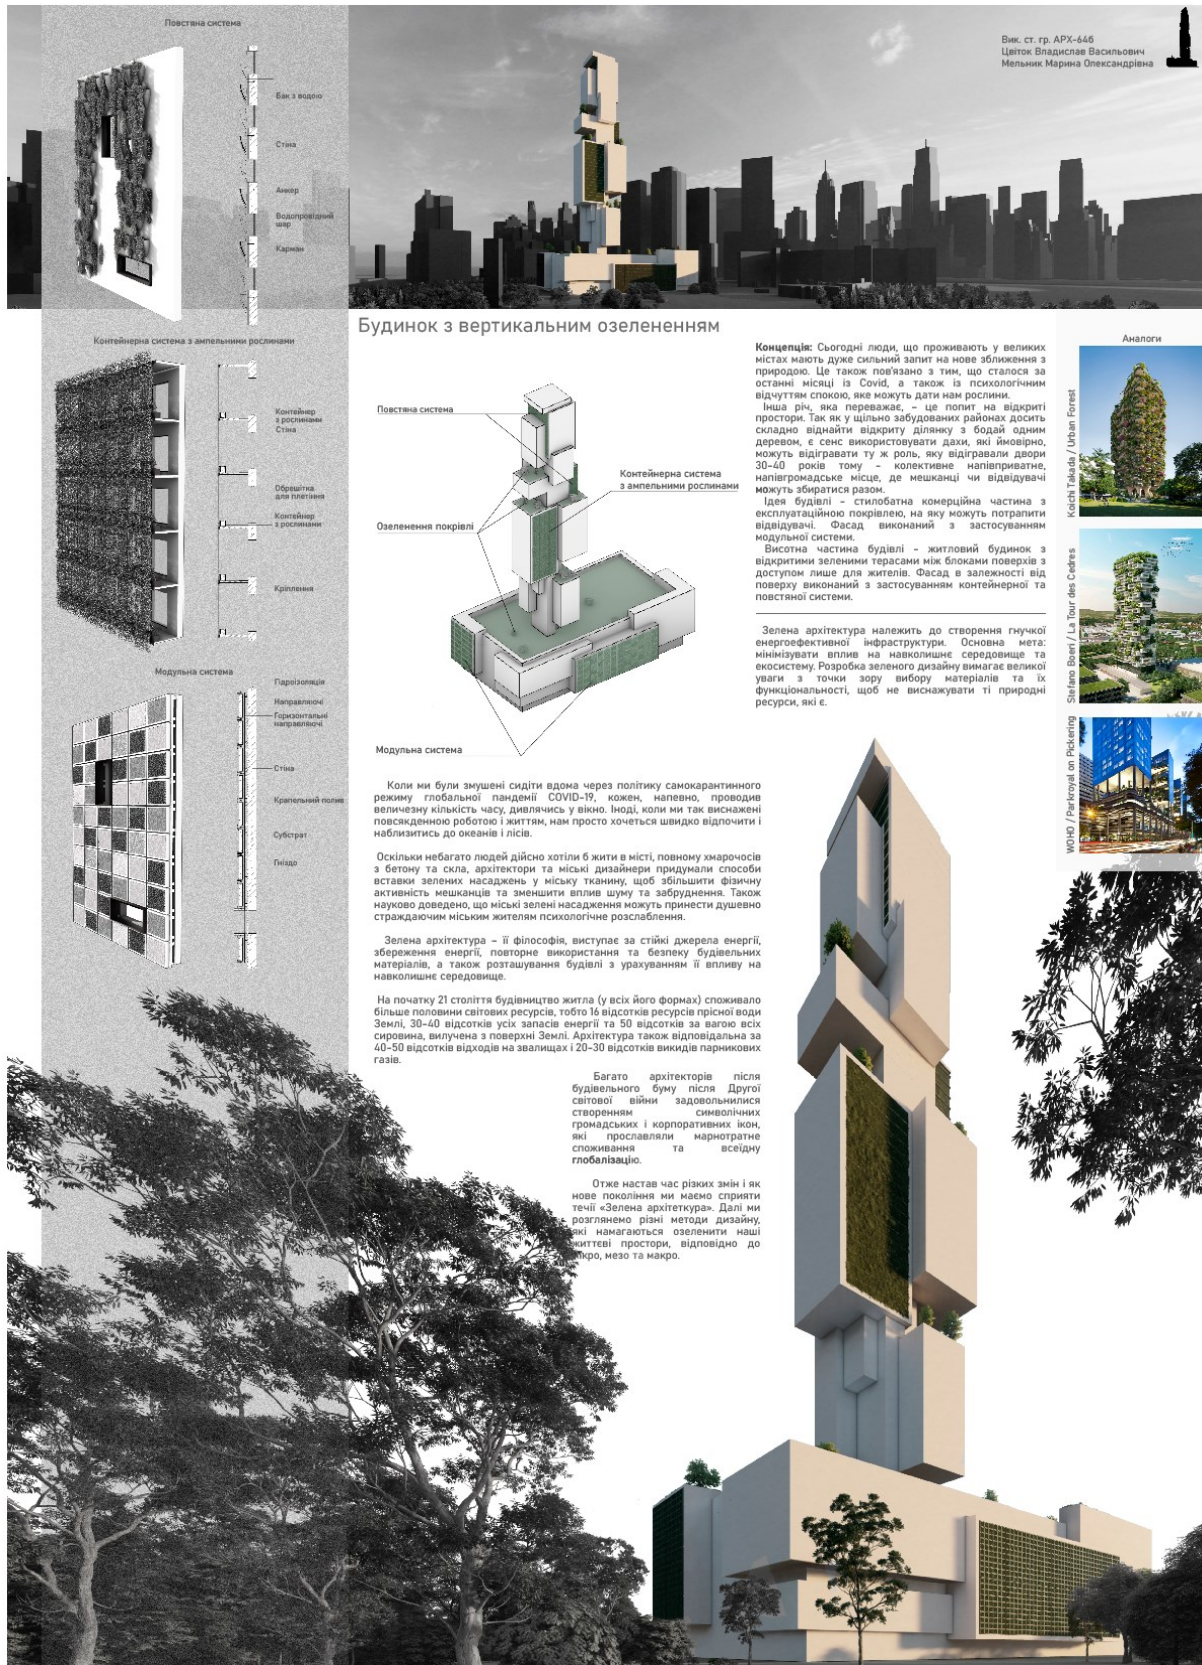 Повстяна система
Бак з водою
Стіна
Анкер
Водопровідний
шар
Карман
Вик. ст. гр. АРХ-646
Цвіток Владислав Васильович
Мельник Марина Олександрівна
Контейнерна система з ампельними рослинами
Контейнер
з рослинами
Стіна
Обрешітка
для плетіння
Контейнер
з рослинами
Кріплення
Модульна система
Гідроізоляція
Направляючі
Горизонтальні
направляючі
Стіна
Крапельний полив
Субстрат
Гніздо
Будинок з вертикальним озелененням
Повстяна система
Контейнерна система
з ампельними рослинами
Озеленення покрівлі
Модульна система
Концепція: Сьогодні люди, що проживають у великих
містах мають дуже сильний запит на нове зближення з
природою. Це також пов'язано з тим, що сталося за
останні місяці із Covid, а також із психологічним
відчуттям спокою, яке можуть дати нам рослини.
Інша річ, яка переважає, – це попит на відкриті
простори. Так як у щільно забудованих районах досить
складно віднайти відкриту ділянку з бодай одним
деревом, є сенс використовувати дахи, які ймовірно,
можуть відігравати ту ж роль, яку відігравали двори
30-40 років тому – колективне напівприватне,
напівгромадське місце, де мешканці чи відвідувачі
можуть збиратися разом.
Ідея будівлі – стилобатна комерційна частина з
експлуатаційною покрівлею, на яку можуть потрапити
відвідувачі. Фасад виконаний з застосуванням
модульної системи.
Висотна частина будівлі – житловий будинок з
відкритими зеленими терасами між блоками поверхів з
доступом лише для жителів. Фасад в залежності від
поверху виконаний з застосуванням контейнерної та
повстяної системи.
Зелена архітектура належить до створення гнучкої
енергоефективної інфраструктури. Основна мета:
мінімізувати вплив на навколишнє середовище та
екосистему. Розробка зеленого дизайну вимагає великої
уваги з точки зору вибору матеріалів та їх
функціональності, щоб не виснажувати ті природні
ресурси, які є.
Аналоги
Koichi Takada / Urban Forest
Stefano Boeri / La Tour des Cedres
WOHO / Parkroyal on Pickering
Коли ми були змушені сидіти вдома через політику самокарантинного
режиму глобальної пандемії COVID-19, кожен, напевно, проводив
величезну кількість часу, дивлячись у вікно. Іноді, коли ми так виснажені
повсякденною роботою і життям, нам просто хочеться швидко відпочити і
наблизитись до океанів і лісів.
Оскільки небагато людей дійсно хотіли б жити в місті, повному хмарочосів
з бетону та скла, архітектори та міські дизайнери придумали способи
вставки зелених насаджень у міську тканину, щоб збільшити фізичну
активність мешканців та зменшити вплив шуму та забруднення. Також
науково доведено, що міські зелені насадження можуть принести душевно
страждаючим міським жителям психологічне розслаблення.
Зелена архітектура – її філософія, виступає за стійкі джерела енергії,
збереження енергії, повторне використання та безпеку будівельних
матеріалів, а також розташування будівлі з урахуванням її впливу на
навколишнє середовище.
На початку 21 століття будівництво житла (у всіх його формах) споживало
більше половини світових ресурсів, тобто 16 відсотків ресурсів прісної води
Землі, 30-40 відсотків усіх запасів енергії та 50 відсотків за вагою всіх
сировина, вилучена з поверхні Землі. Архітектура також відповідальна за
40-50 відсотків відходів на звалищах і 20-30 відсотків викидів парникових
газів.
Багато архітекторів після
будівельного буму після Другої
світової війни задовольнилися
створенням символічних
громадських і корпоративних ікон,
які прославляли марнотратне
споживання та всеїдну
глобалізацію.
Отже настав час різких змін і як
нове покоління ми маємо сприяти
течії «Зелена архітеткура». Далі ми
розглянемо різні методи дизайну,
які намагаються озеленити наші
життєві простори, відповідно до
мікро, мезо та макро.